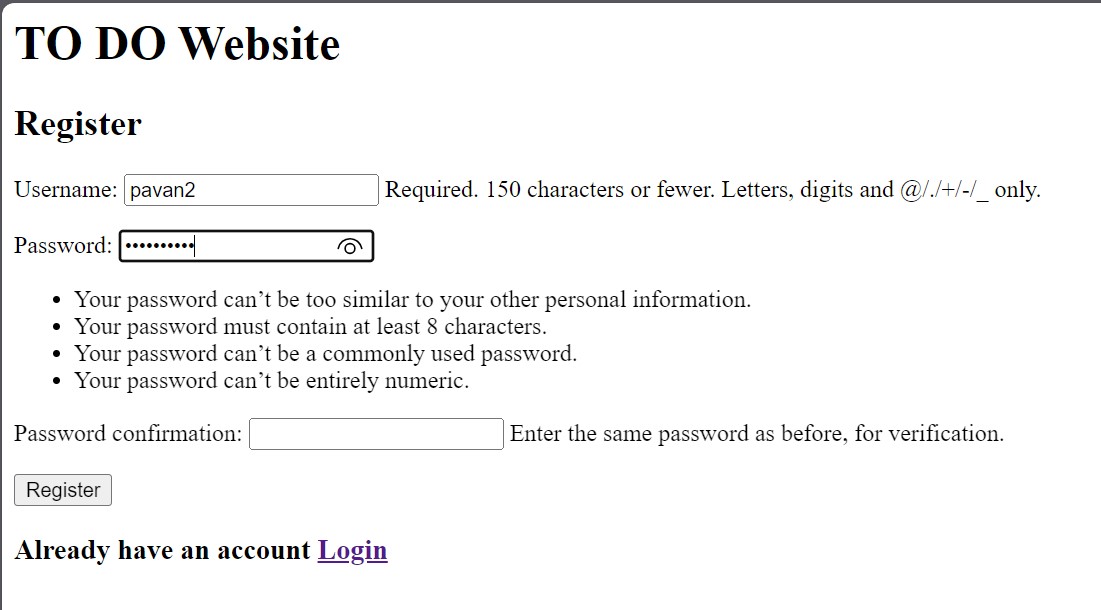 TO DO Website
Register
Username: pavan2 Required. 150 characters or fewer. Letters, digits and @/./+/-/_ only.
Password: ••••••••••
• Your password can’t be too similar to your other personal information.
• Your password must contain at least 8 characters.
• Your password can’t be a commonly used password.
• Your password can’t be entirely numeric.
Password confirmation: Enter the same password as before, for verification.
Register
Already have an account Login